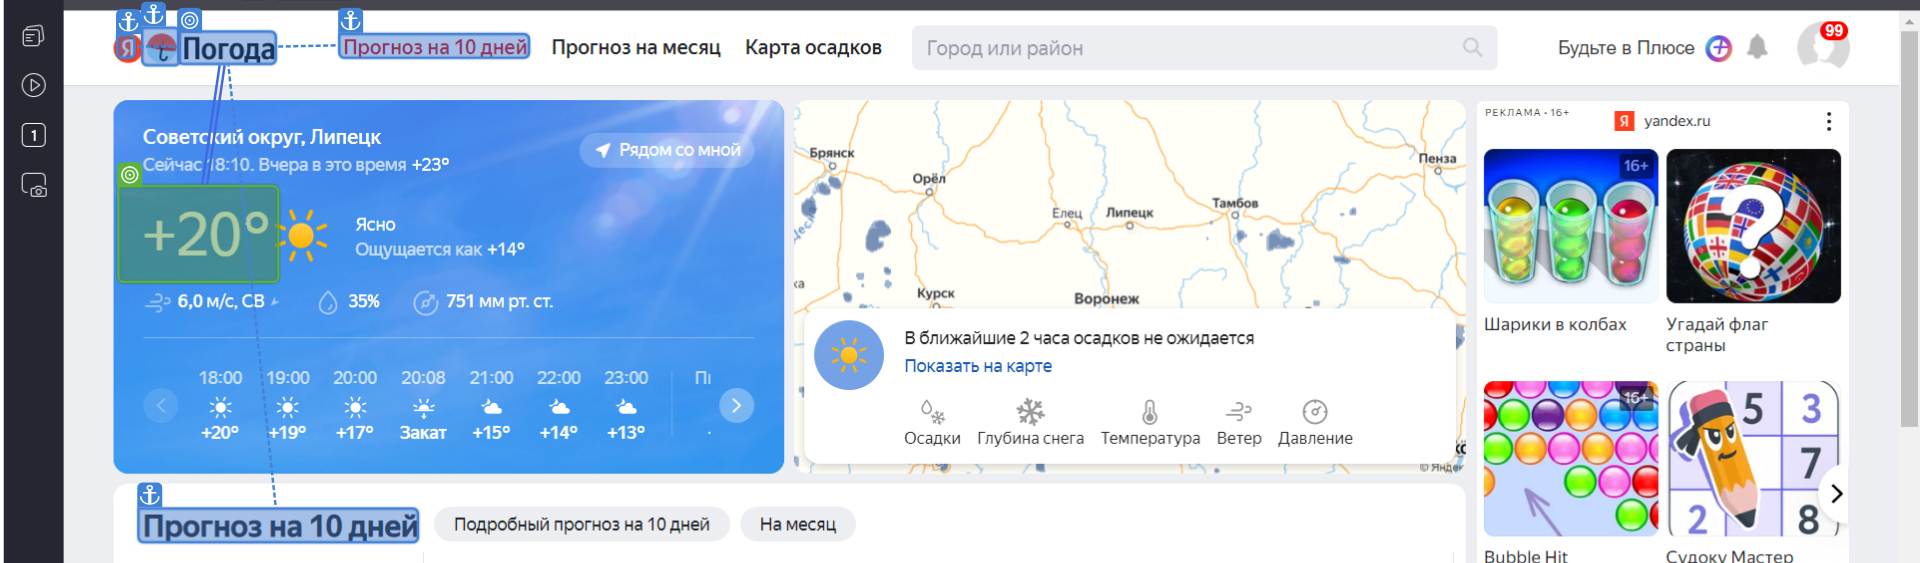 Я Погода
Прогноз на 10 дней
Прогноз на месяц
Карта осадков
Город или район
Будьте в Плюсе
99
1
Советский округ, Липецк
Рядом со мной
Сейчас 18:10. Вчера в это время +23°
+20°
Ясно
Ощущается как +14°
6,0 м/с, СВ
35%
751 мм рт. ст.
18:00 19:00 20:00 20:08 21:00 22:00 23:00
+20° +19° +17° Закат +15° +14° +13°
Брянск
Орёл
Пенза
Елец
Липецк
Тамбов
Курск
Воронеж
В ближайшие 2 часа осадков не ожидается
Показать на карте
Осадки Глубина снега Температура Ветер Давление
РЕКЛАМА • 16+
Я yandex.ru
16+
Шарики в колбах
Угадай флаг
страны
16+
5 3
7
2 8
Bubble Hit
Судоку Мастер
Прогноз на 10 дней
Подробный прогноз на 10 дней
На месяц